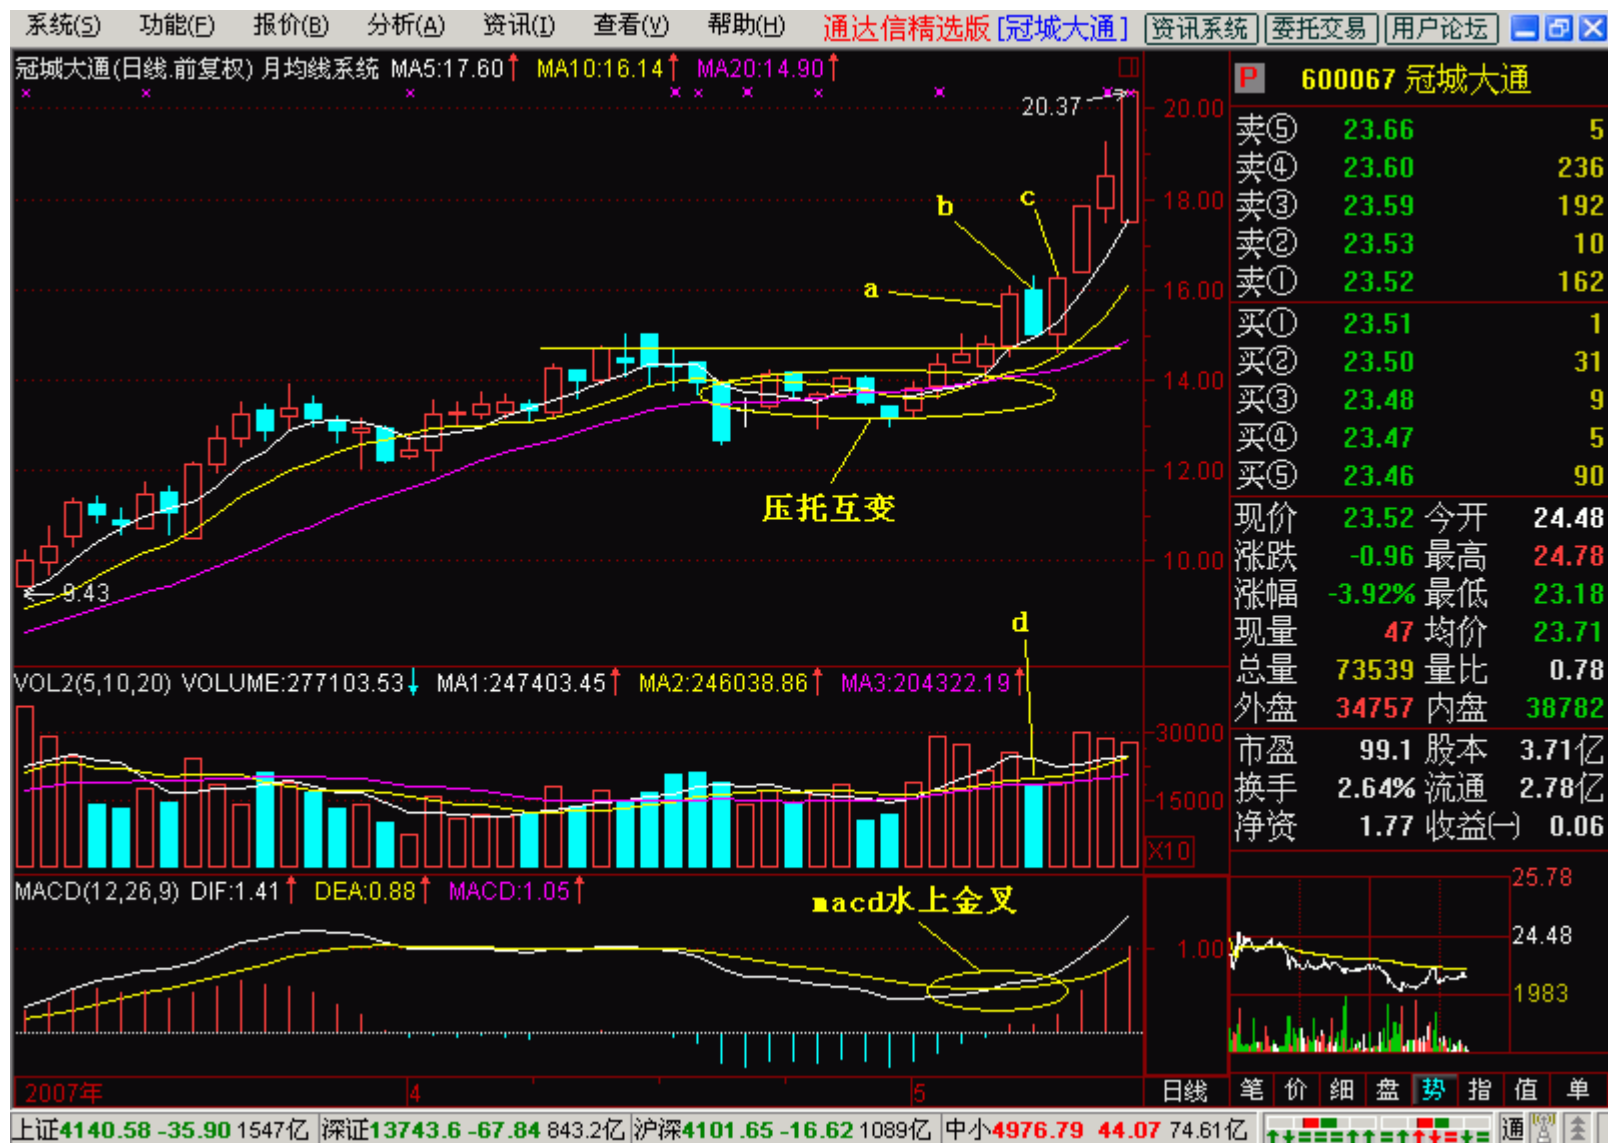 系统(S) 功能(F) 报价(B) 分析(A) 资讯(I) 查看(V) 帮助(H) 通达信精选版 [冠城大通] 资讯系统 委托交易 用户论坛
冠城大通(日线.前复权) 月均线系统 MA5:17.60↑ MA10:16.14↑ MA20:14.90↑
P 600067 冠城大通
20.37
20.00
18.00
16.00
14.00
12.00
10.00
b
c
a
压托互变
9.43
d
卖⑤ 23.66 5
卖④ 23.60 236
卖③ 23.59 192
卖② 23.53 10
卖① 23.52 162
买① 23.51 1
买② 23.50 31
买③ 23.48 9
买④ 23.47 5
买⑤ 23.46 90
现价 23.52 今开 24.48
涨跌 -0.96 最高 24.78
涨幅 -3.92% 最低 23.18
现量 47 均价 23.71
总量 73539 量比 0.78
外盘 34757 内盘 38782
市盈 99.1 股本 3.71亿
换手 2.64% 流通 2.78亿
净资 1.77 收益(一) 0.06
VOL2(5,10,20) VOLUME:277103.53↓ MA1:247403.45↑ MA2:246038.86↑ MA3:204322.19↑
30000
15000
X10
MACD(12,26,9) DIF:1.41↑ DEA:0.88↑ MACD:1.05↑
macd水上金叉
1.00
25.78
24.48
1983
2007年 4 5 日线 笔 价 细 盘 势 指 值 单
上证4140.58 -35.90 1547亿 深证13743.6 -67.84 843.2亿 沪深4101.65 -16.62 1089亿 中小4976.79 44.07 74.61亿 通